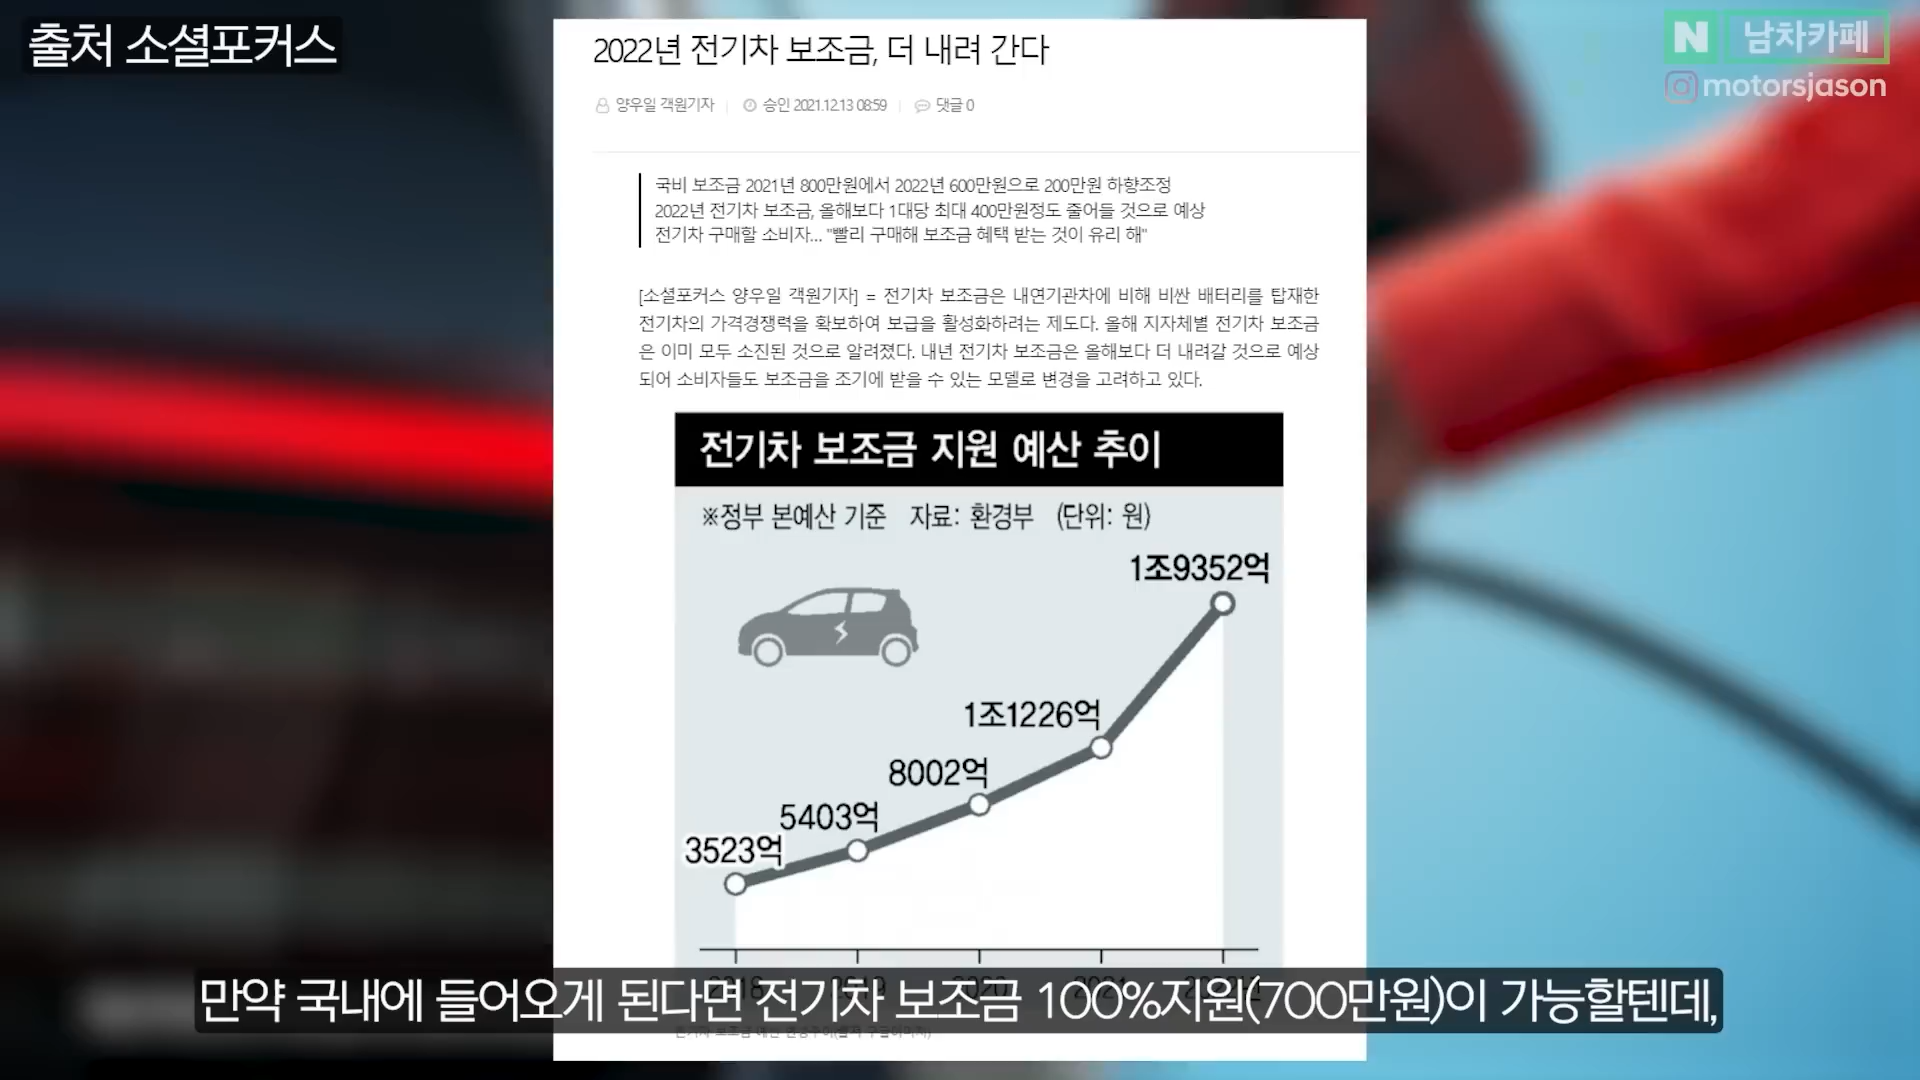 출처 소셜포커스
N 남차카페
motorsjason
2022년 전기차 보조금, 더 내려 간다
양우일 객원기자 승인 2021.12.13 08:59 댓글 0
국비 보조금 2021년 800만원에서 2022년 600만원으로 200만원 하향조정
2022년 전기차 보조금, 올해보다 1대당 최대 400만원정도 줄어들 것으로 예상
전기차 구매할 소비자... "빨리 구매해 보조금 혜택 받는 것이 유리 해"
[소셜포커스 양우일 객원기자] = 전기차 보조금은 내연기관차에 비해 비싼 배터리를 탑재한
전기차의 가격경쟁력을 확보하여 보급을 활성화하려는 제도다. 올해 지자체별 전기차 보조금
은 이미 모두 소진된 것으로 알려졌다. 내년 전기차 보조금은 올해보다 더 내려갈 것으로 예상
되어 소비자들도 보조금을 조기에 받을 수 있는 모델로 변경을 고려하고 있다.
전기차 보조금 지원 예산 추이
※정부 본예산 기준 자료: 환경부 (단위: 원)
1조9352억
1조1226억
8002억
5403억
3523억
2018 2019 2020 2021 2022년
만약 국내에 들어오게 된다면 전기차 보조금 100%지원(700만원)이 가능할텐데,